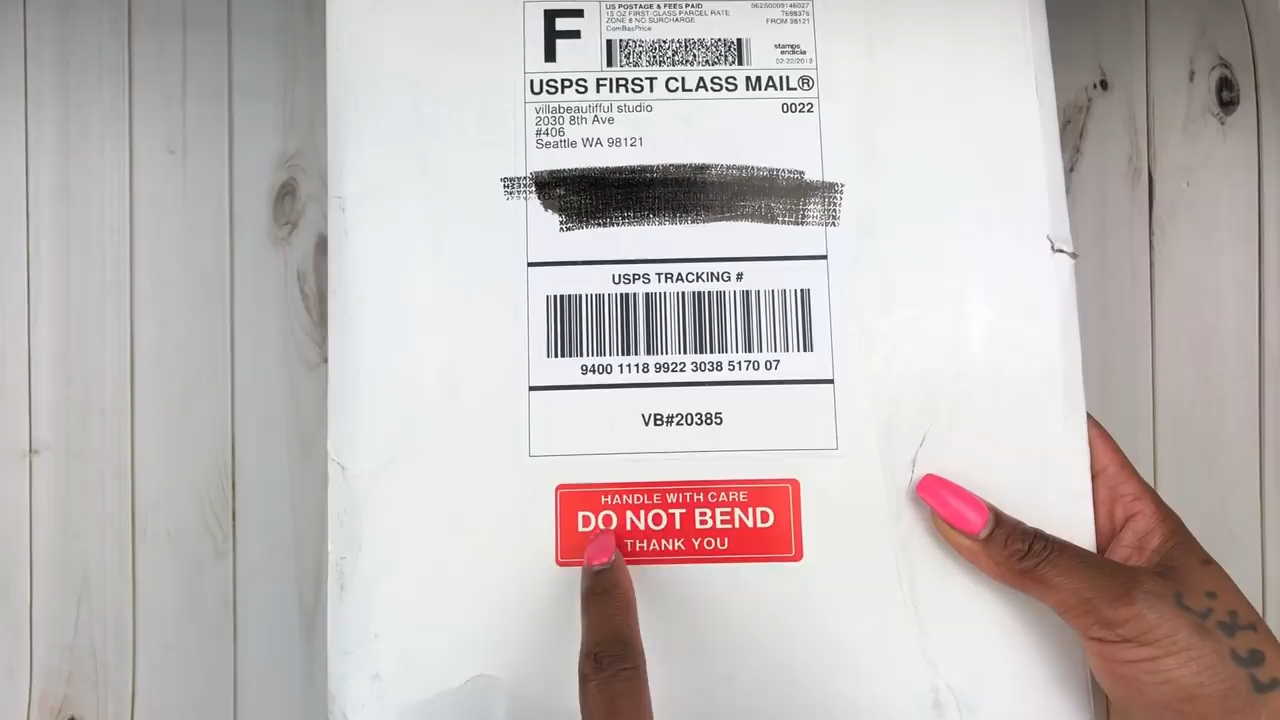 F
US POSTAGE & FEES PAID
15 OZ FIRST-CLASS PARCEL RATE
ZONE 8 NO SURCHARGE
ComBasPrice
062S0009146027
7688376
FROM 98121
stamps
endicia
02/22/2019
USPS FIRST CLASS MAIL®
villabeautifful studio
2030 8th Ave
#406
Seattle WA 98121
0022
USPS TRACKING #
9400 1118 9922 3038 5170 07
VB#20385
HANDLE WITH CARE
DO NOT BEND
THANK YOU